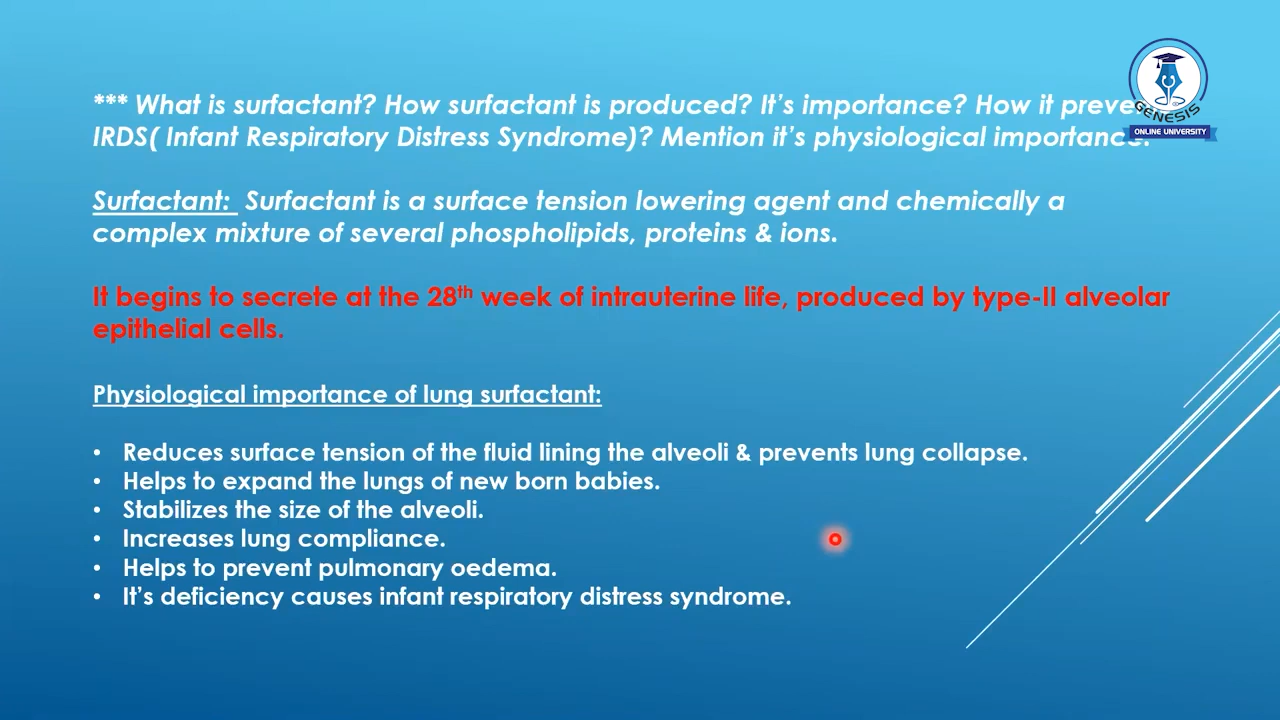 *** What is surfactant? How surfactant is produced? It's importance? How it
IRDS( Infant Respiratory Distress Syndrome)? Mention it's physiological importance.
Surfactant: Surfactant is a surface tension lowering agent and chemically a
complex mixture of several phospholipids, proteins & ions.
It begins to secrete at the 28th week of intrauterine life, produced by type-II alveolar
epithelial cells.
Physiological importance of lung surfactant:
• Reduces surface tension of the fluid lining the alveoli & prevents lung collapse.
• Helps to expand the lungs of new born babies.
• Stabilizes the size of the alveoli.
• Increases lung compliance.
• Helps to prevent pulmonary oedema.
• It's deficiency causes infant respiratory distress syndrome.
GENESIS
ONLINE UNIVERSITY